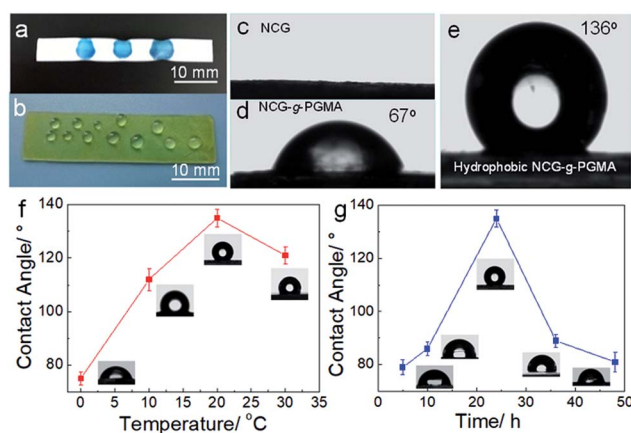 a
10 mm
b
10 mm
c
NCG
d
NCG-g-PGMA
67°
e
136°
Hydrophobic NCG-g-PGMA
f
Contact Angle/ °
140
120
100
80
0 5 10 15 20 25 30 35
Temperature/ °C
g
Contact Angle/ °
140
120
100
80
0 10 20 30 40 50
Time/ h